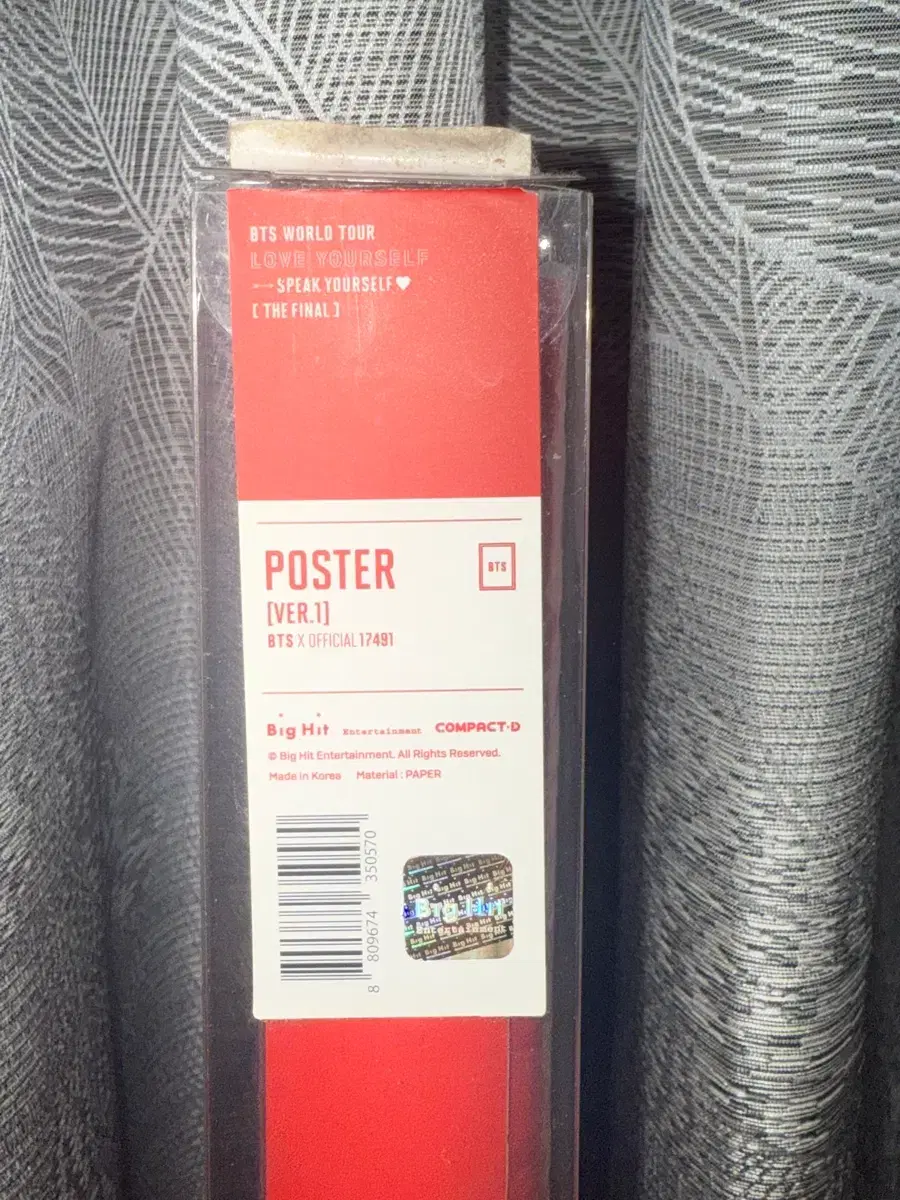 BTS WORLD TOUR
LOVE YOURSELF
SPEAK YOURSELF♥
[THE FINAL]
POSTER
BTS
[VER.1]
BTS X OFFICIAL 17491
Big Hit Entertainment COMPACT·D
© Big Hit Entertainment. All Rights Reserved.
Made in Korea Material : PAPER
8 809674 350570
Big Hit
Entertainment